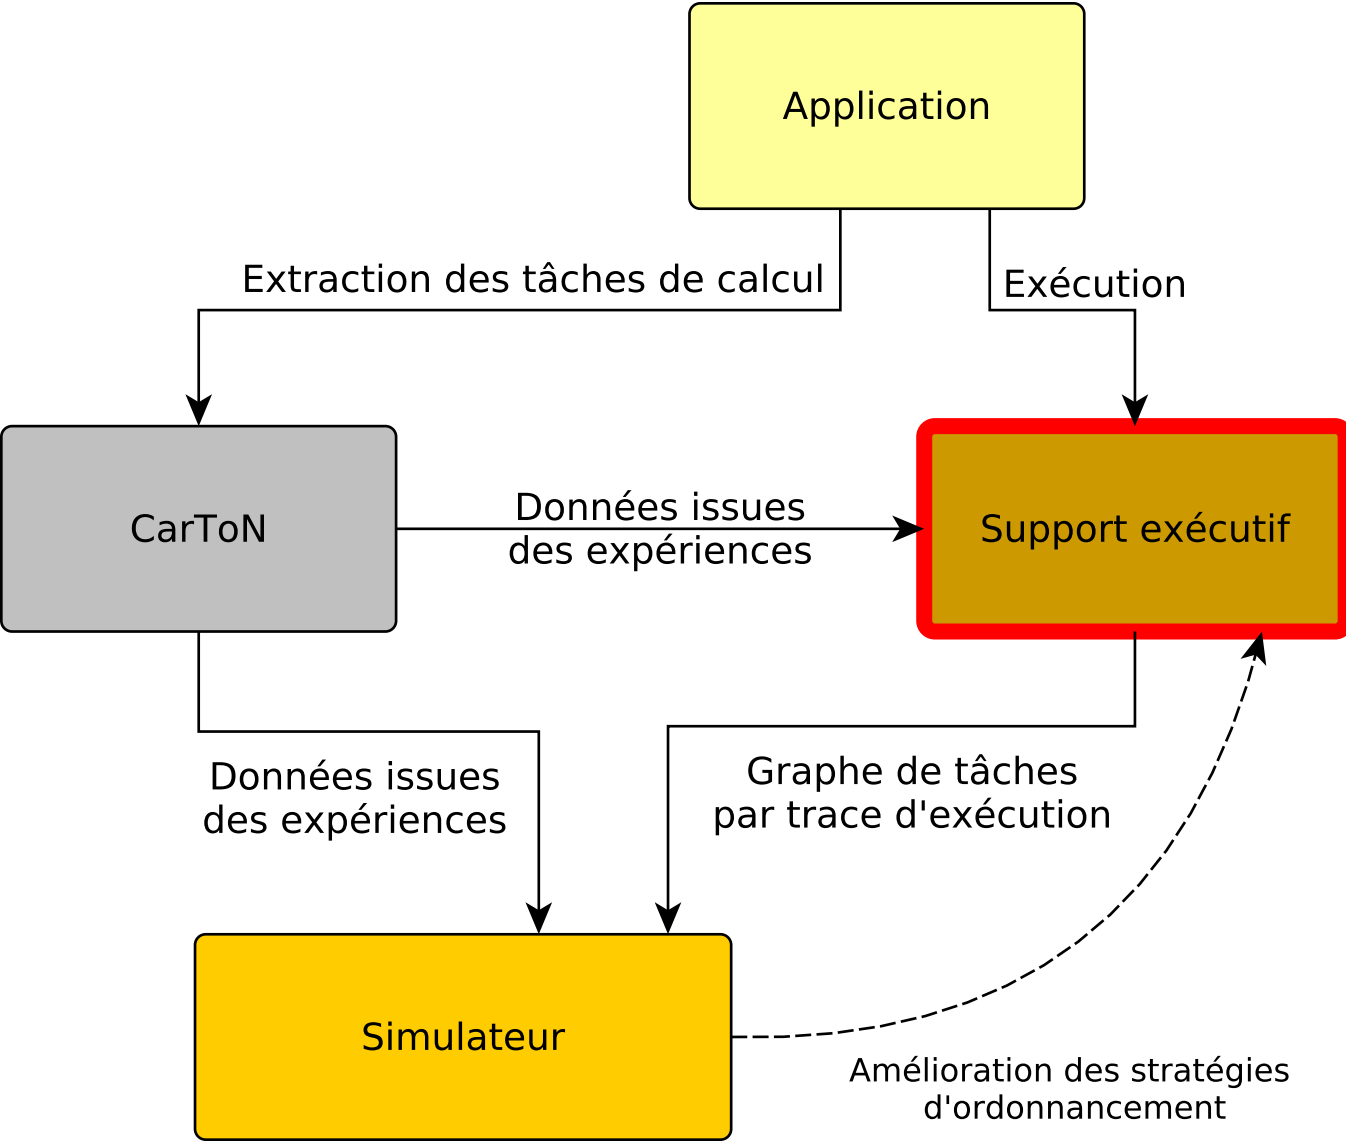 Application
Extraction des tâches de calcul
Exécution
CarToN
Données issues
des expériences
Support exécutif
Données issues
des expériences
Graphe de tâches
par trace d'exécution
Simulateur
Amélioration des stratégies
d'ordonnancement